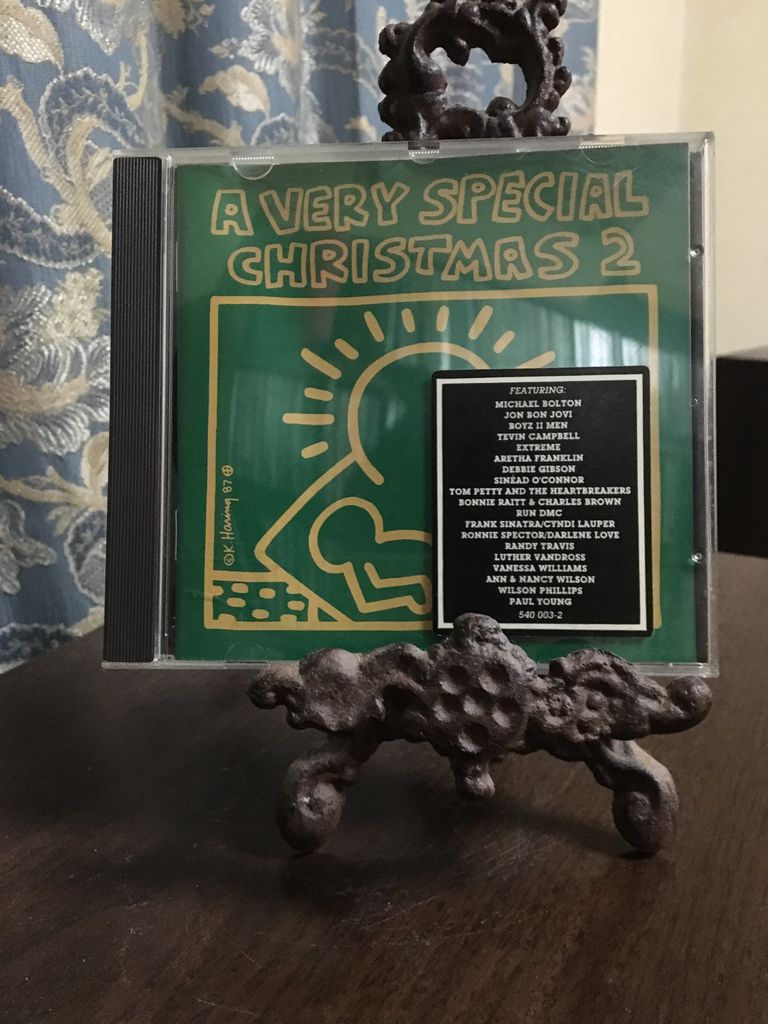 A VERY SPECIAL
CHRISTMAS 2
© K Haring 87
FEATURING:
MICHAEL BOLTON
JON BON JOVI
BOYZ II MEN
TEVIN CAMPBELL
EXTREME
ARETHA FRANKLIN
DEBBIE GIBSON
SINÉAD O'CONNOR
TOM PETTY AND THE HEARTBREAKERS
BONNIE RAITT & CHARLES BROWN
RUN DMC
FRANK SINATRA/CYNDI LAUPER
RONNIE SPECTOR/DARLENE LOVE
RANDY TRAVIS
LUTHER VANDROSS
VANESSA WILLIAMS
ANN & NANCY WILSON
WILSON PHILLIPS
PAUL YOUNG
540 003-2